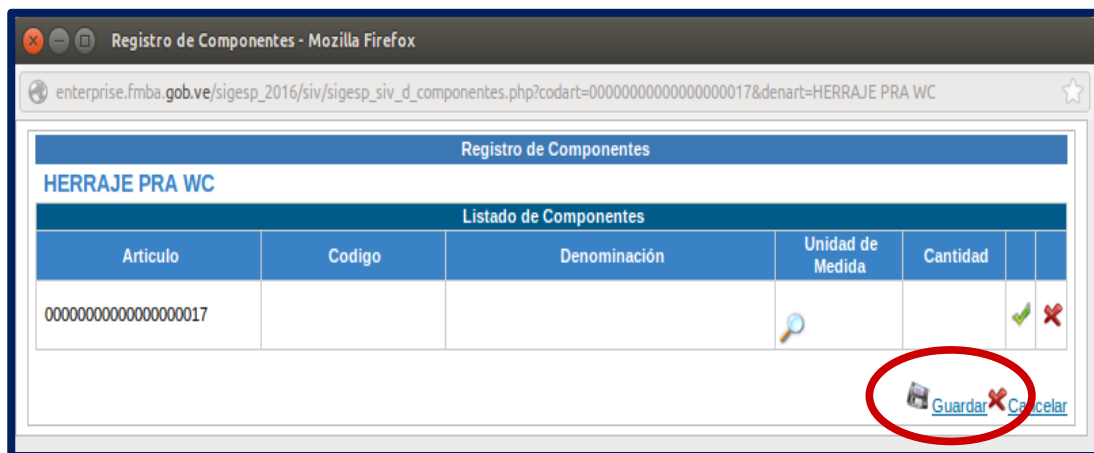 Registro de Componentes - Mozilla Firefox
enterprise.fmba.gob.ve/sigesp_2016/siv/sigesp_siv_d_componentes.php?codart=00000000000000000017&denart=HERRAJE PRA WC
Registro de Componentes
HERRAJE PRA WC
Listado de Componentes
Articulo Codigo Denominación Unidad de Medida Cantidad
00000000000000000017
Guardar Cancelar